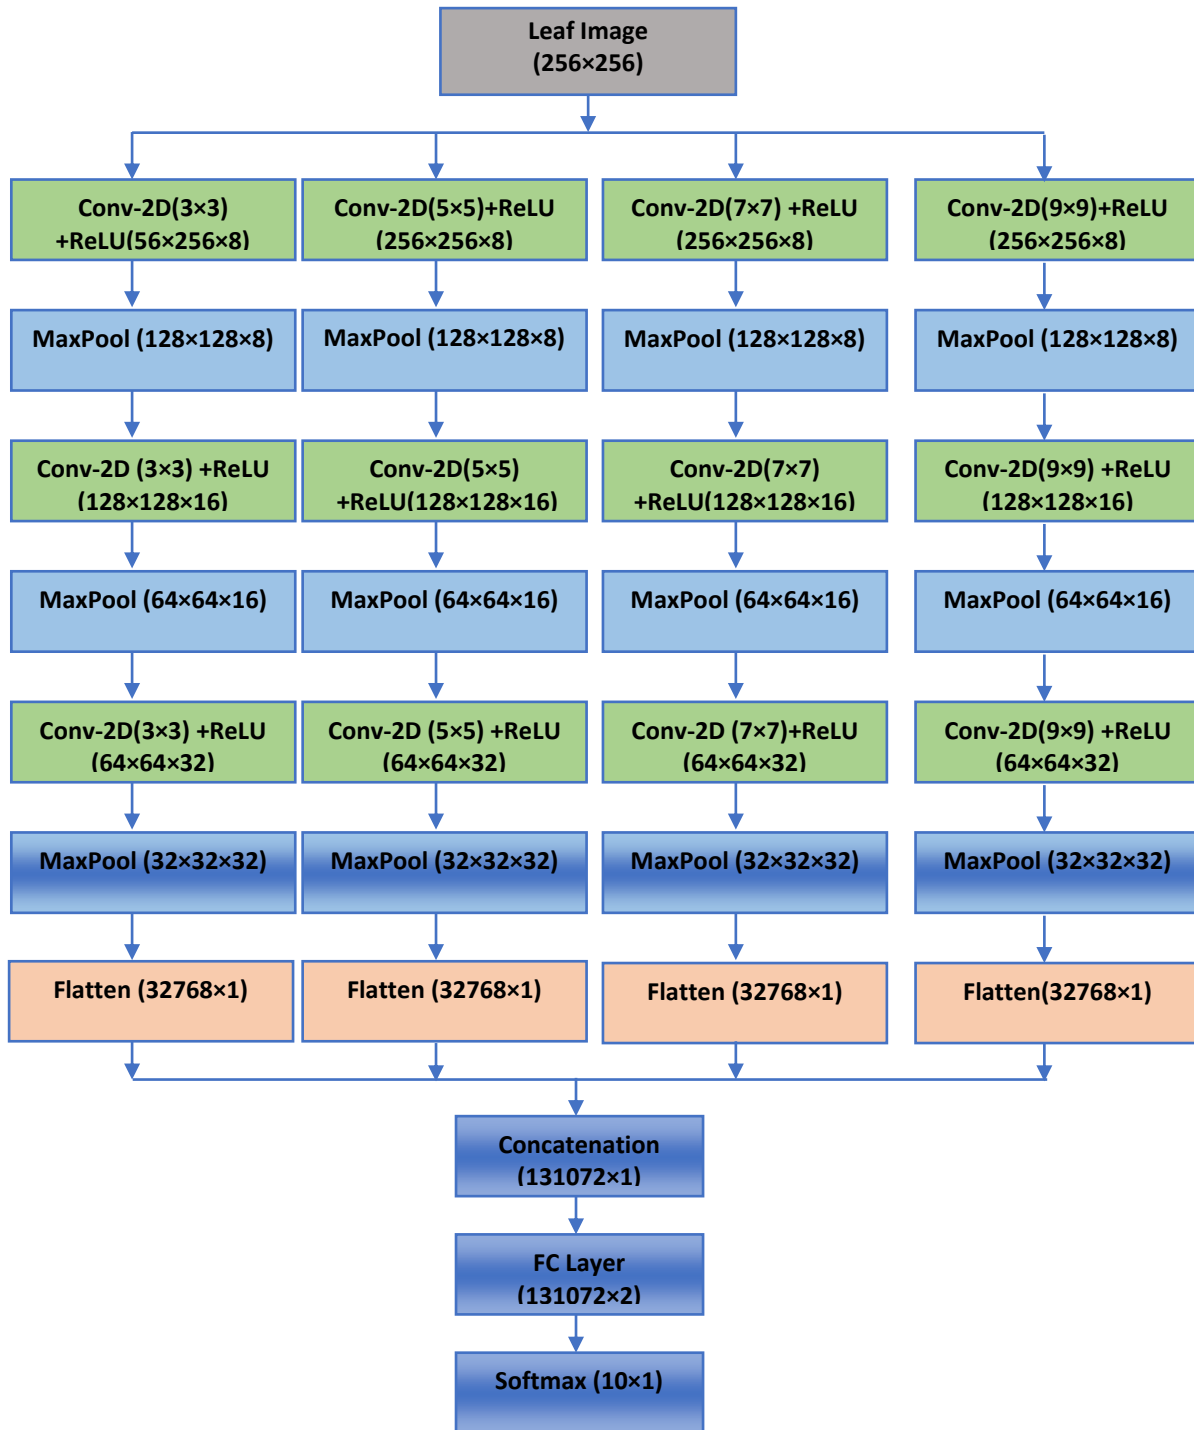 Leaf Image
(256×256)
Conv-2D(3×3)
+ReLU(56×256×8)
Conv-2D(5×5)+ReLU
(256×256×8)
Conv-2D(7×7) +ReLU
(256×256×8)
Conv-2D(9×9)+ReLU
(256×256×8)
MaxPool (128×128×8)
MaxPool (128×128×8)
MaxPool (128×128×8)
MaxPool (128×128×8)
Conv-2D (3×3) +ReLU
(128×128×16)
Conv-2D(5×5)
+ReLU(128×128×16)
Conv-2D(7×7)
+ReLU(128×128×16)
Conv-2D(9×9) +ReLU
(128×128×16)
MaxPool (64×64×16)
MaxPool (64×64×16)
MaxPool (64×64×16)
MaxPool (64×64×16)
Conv-2D(3×3) +ReLU
(64×64×32)
Conv-2D (5×5) +ReLU
(64×64×32)
Conv-2D (7×7)+ReLU
(64×64×32)
Conv-2D(9×9) +ReLU
(64×64×32)
MaxPool (32×32×32)
MaxPool (32×32×32)
MaxPool (32×32×32)
MaxPool (32×32×32)
Flatten (32768×1)
Flatten (32768×1)
Flatten (32768×1)
Flatten(32768×1)
Concatenation
(131072×1)
FC Layer
(131072×2)
Softmax (10×1)